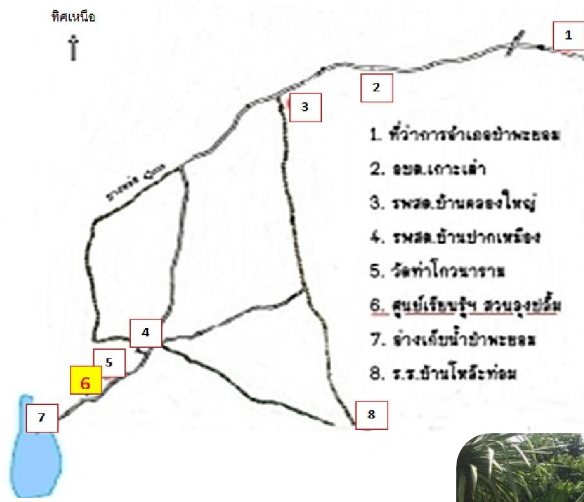 ทิศเหนือ
1
2
3
4
5
6
7
8
1. ที่ว่าการอำเภอป่าพะยอม
2. อบต.เกาะเต่า
3. รพสต.บ้านคลองใหญ่
4. รพสต.บ้านปากเหมือง
5. วัดท่าโกวนาราม
6. ศูนย์เรียนรู้ฯ สวนลุงปลื้ม
7. อ่างเก็บน้ำป่าพะยอม
8. ร.ร.บ้านโหล๊ะท่อม